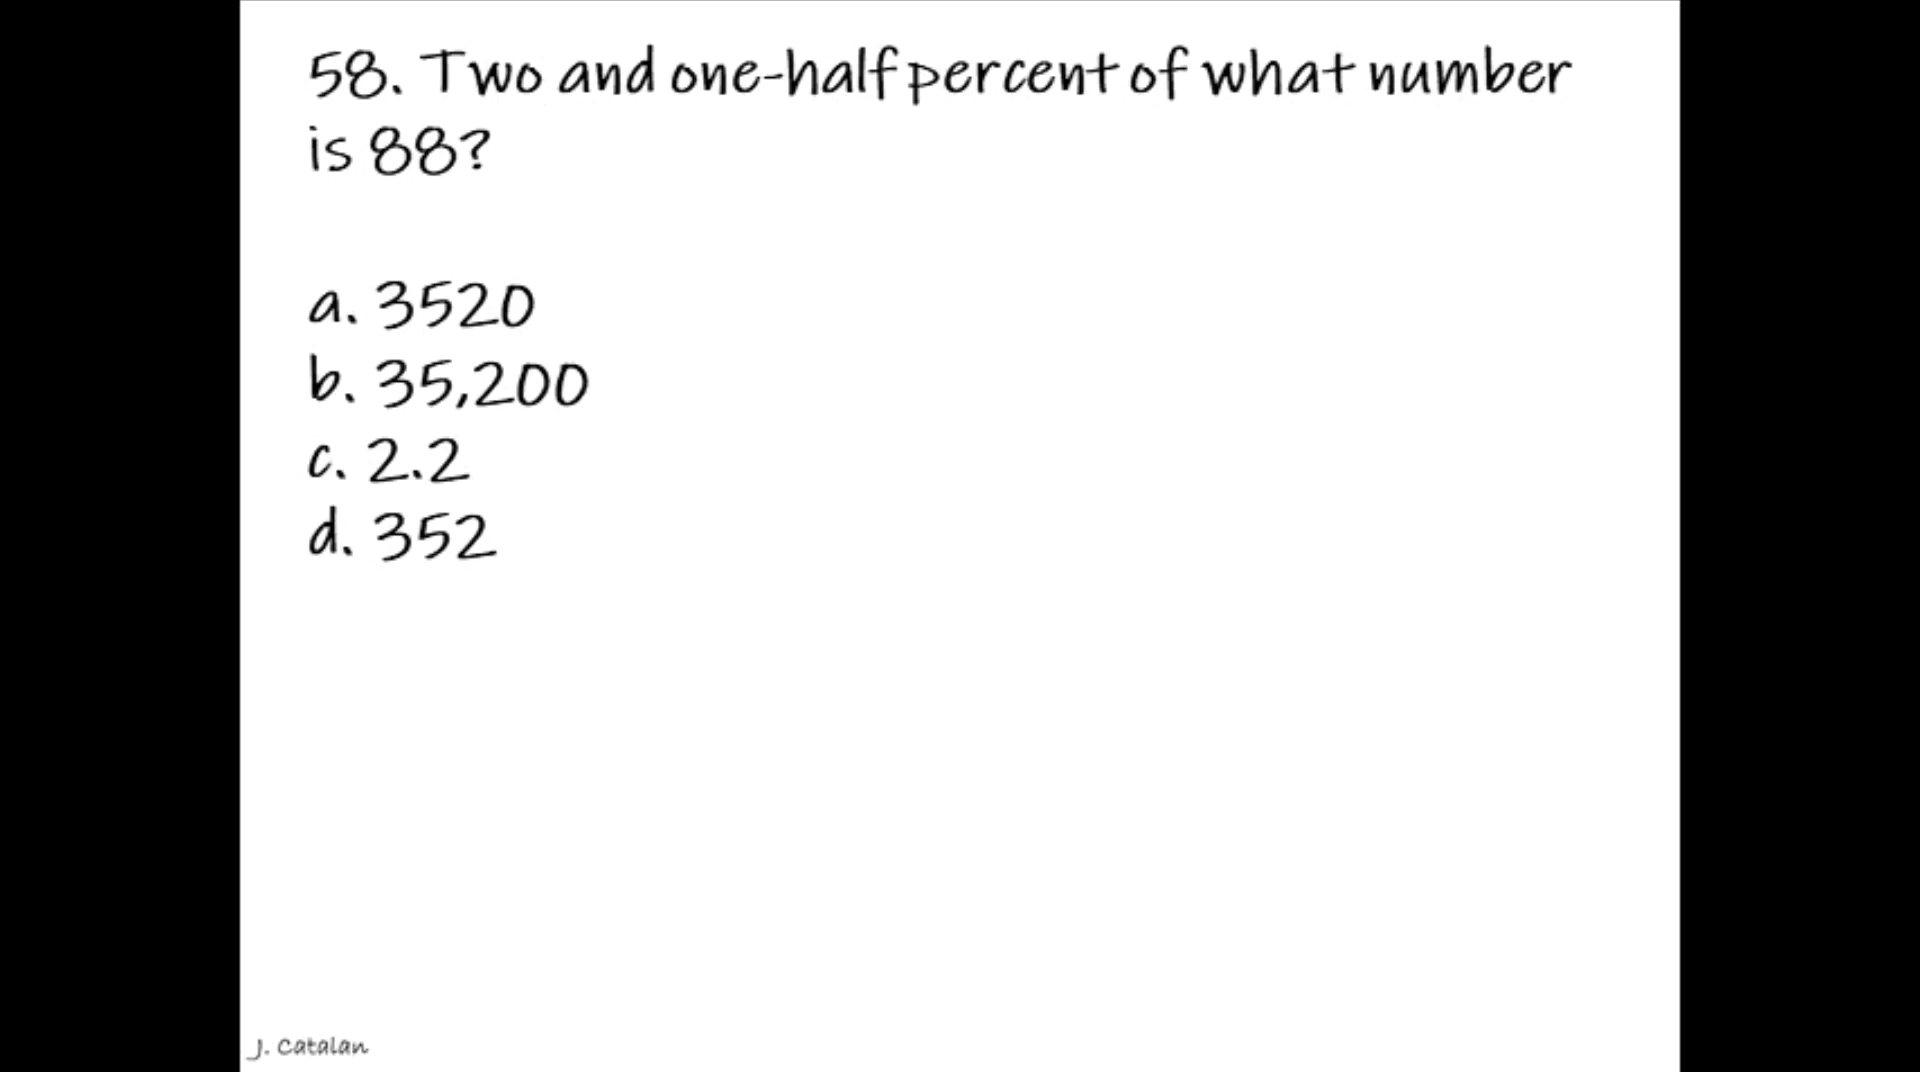 58. Two and one-half percent of what number
is 88?
a. 3520
b. 35,200
c. 2.2
d. 352
J. Catalan